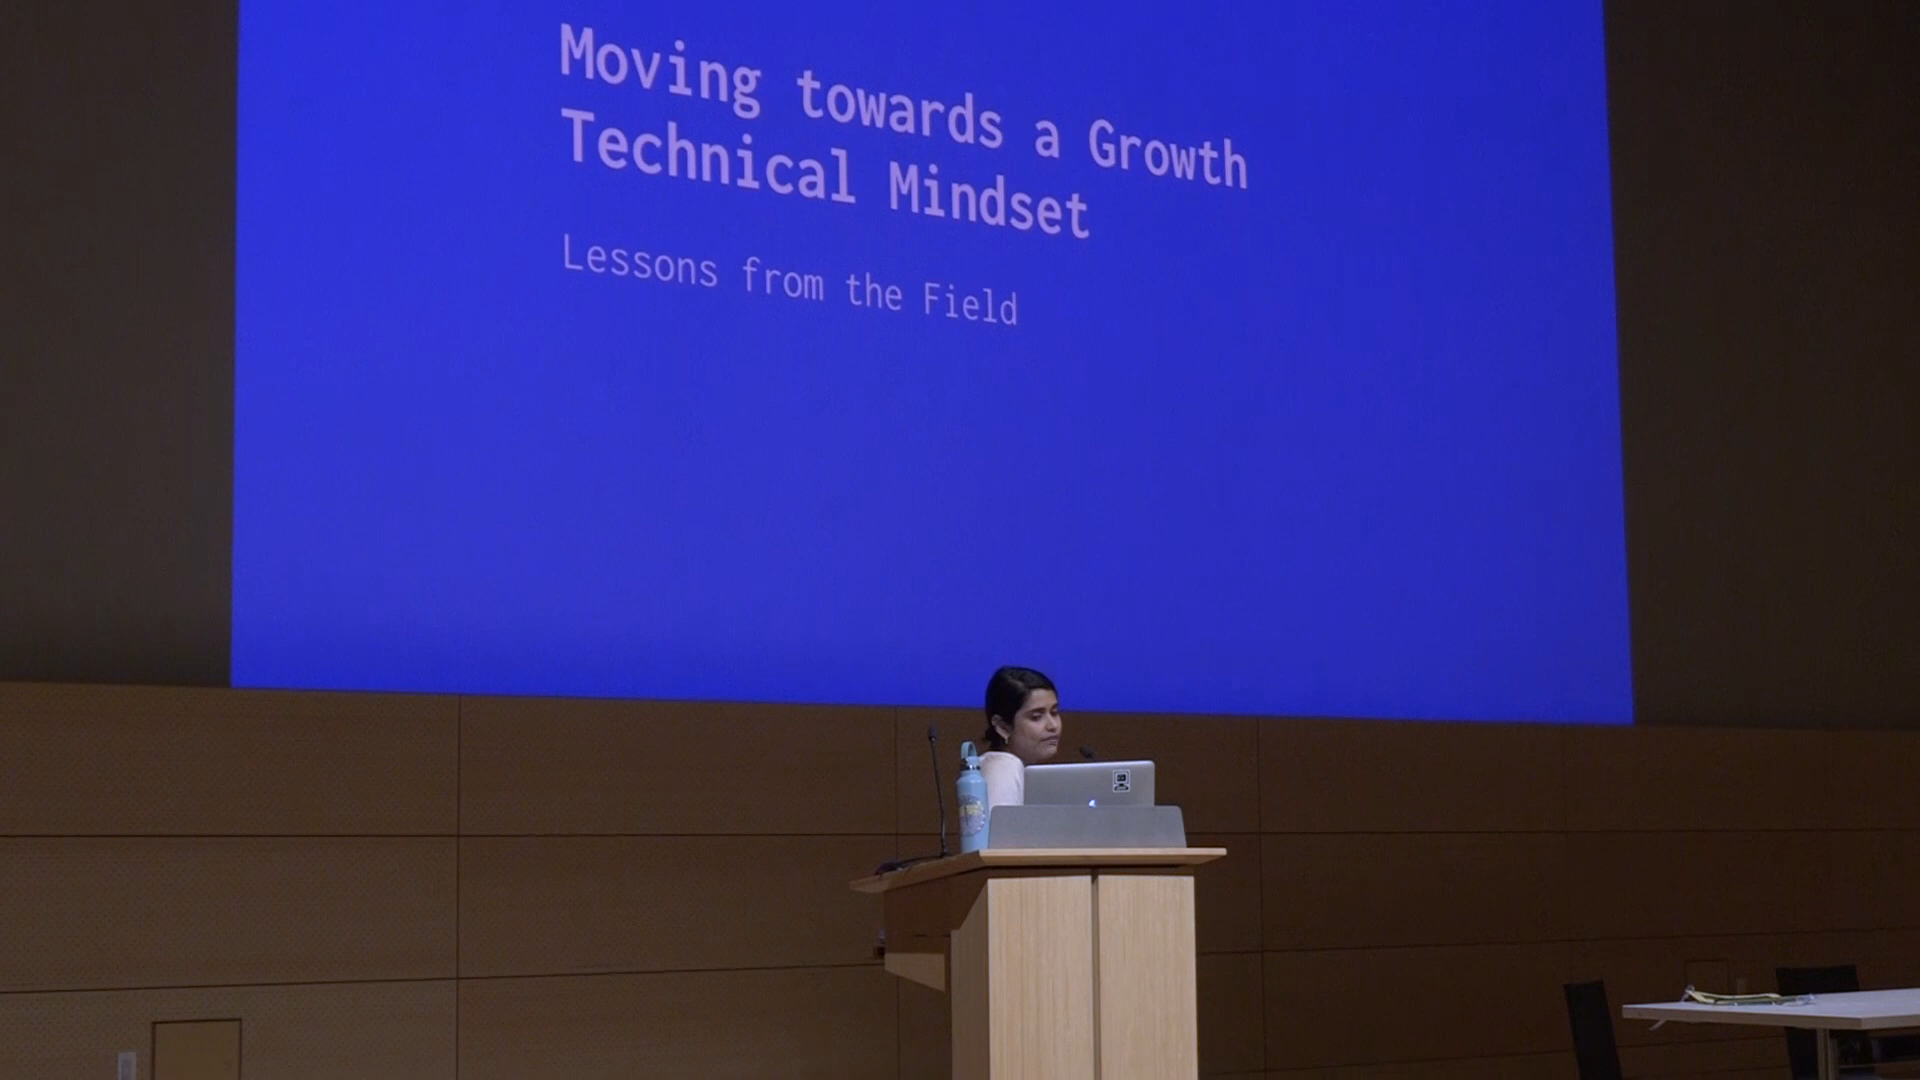 Moving towards a Growth
Technical Mindset
Lessons from the Field